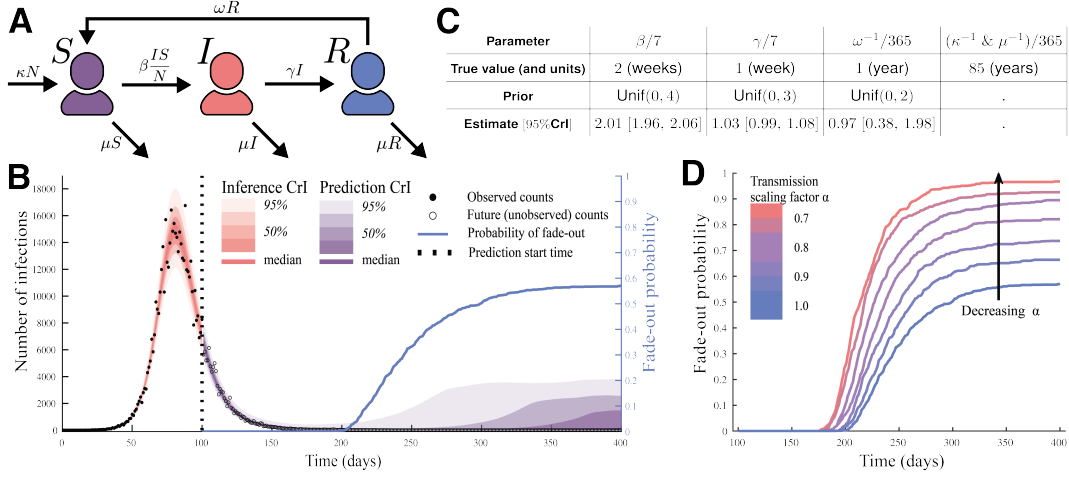 A
ωR
S
I
R
κN
β IS/N
γI
μS
μI
μR
C
Parameter β/7 γ/7 ω⁻¹/365 (κ⁻¹ & μ⁻¹)/365
True value (and units) 2 (weeks) 1 (week) 1 (year) 85 (years)
Prior Unif(0, 4) Unif(0, 3) Unif(0, 2) .
Estimate [95%CrI] 2.01 [1.96, 2.06] 1.03 [0.99, 1.08] 0.97 [0.38, 1.98] .
B
Number of infections
18000
16000
14000
12000
10000
8000
6000
4000
2000
0
0 50 100 150 200 250 300 350 400
Time (days)
Inference CrI
95%
50%
median
Prediction CrI
95%
50%
median
Observed counts
Future (unobserved) counts
Probability of fade-out
Prediction start time
1
0.9
0.8
0.7
0.6
0.5
0.4
0.3
0.2
0.1
0
Fade-out probability
D
Fade-out probability
1
0.9
0.8
0.7
0.6
0.5
0.4
0.3
0.2
0.1
0
100 150 200 250 300 350 400
Time (days)
Transmission
scaling factor α
0.7
0.8
0.9
1.0
Decreasing α